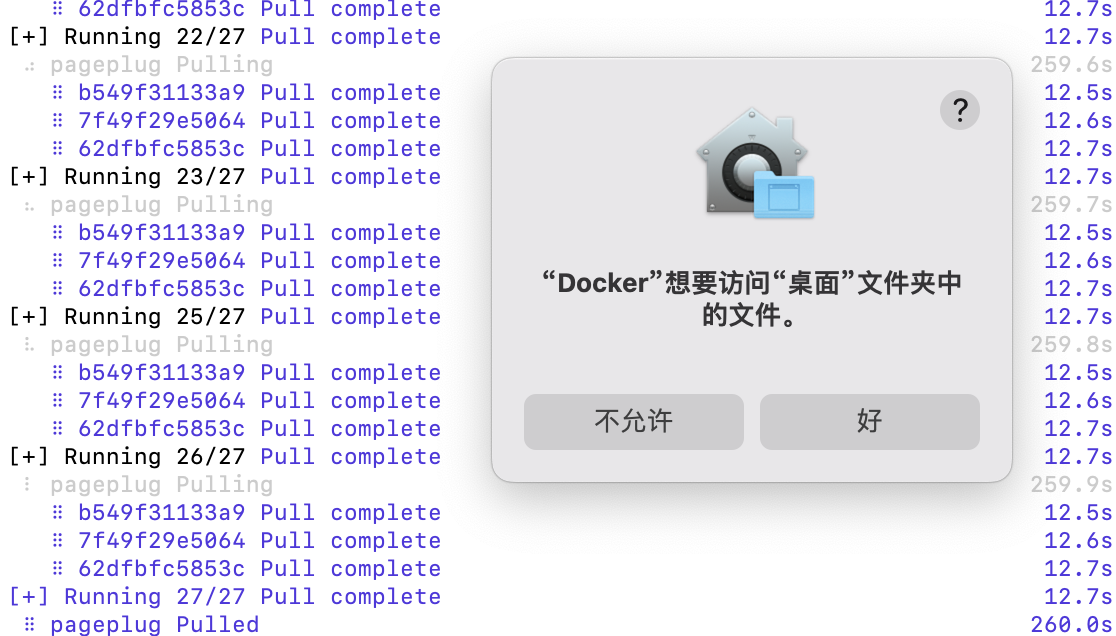 ⠿ 62dfbfc5853c Pull complete 12.7s
[+] Running 22/27 Pull complete 12.7s
⠴ pageplug Pulling 259.6s
⠿ b549f31133a9 Pull complete 12.5s
⠿ 7f49f29e5064 Pull complete 12.6s
⠿ 62dfbfc5853c Pull complete 12.7s
[+] Running 23/27 Pull complete 12.7s
⠦ pageplug Pulling 259.7s
⠿ b549f31133a9 Pull complete 12.5s
⠿ 7f49f29e5064 Pull complete 12.6s
⠿ 62dfbfc5853c Pull complete 12.7s
[+] Running 25/27 Pull complete 12.7s
⠧ pageplug Pulling 259.8s
⠿ b549f31133a9 Pull complete 12.5s
⠿ 7f49f29e5064 Pull complete 12.6s
⠿ 62dfbfc5853c Pull complete 12.7s
[+] Running 26/27 Pull complete 12.7s
⠇ pageplug Pulling 259.9s
⠿ b549f31133a9 Pull complete 12.5s
⠿ 7f49f29e5064 Pull complete 12.6s
⠿ 62dfbfc5853c Pull complete 12.7s
[+] Running 27/27 Pull complete 12.7s
⠿ pageplug Pulled 260.0s
?
“Docker”想要访问“桌面”文件夹中
的文件。
不允许
好